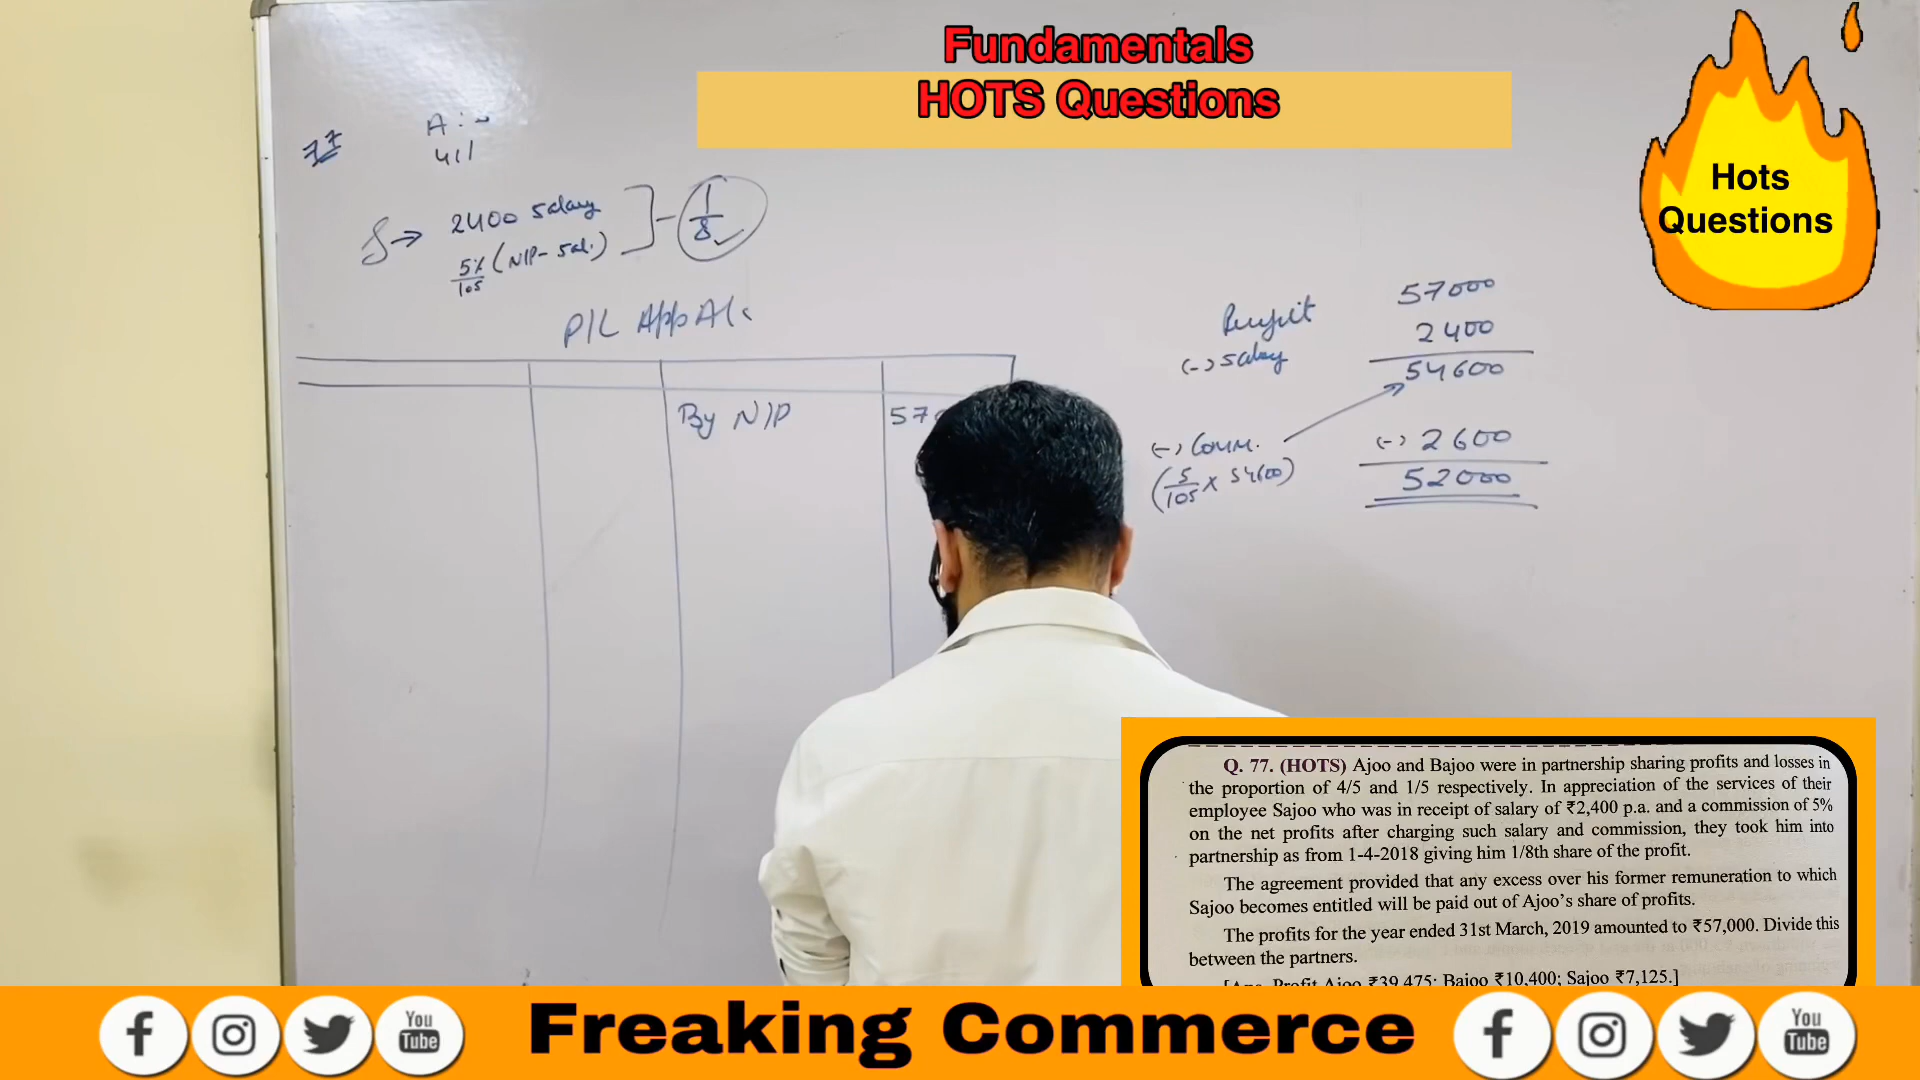 Fundamentals
HOTS Questions
Hots
Questions
77
4:1
S → 2400 Salary
5%/105 (N/P - Sal.)
1/8
P/L App A/c
By N/P
57
Profit 57000
(-) Salary 2400
54600
(-) Comm. (-) 2600
(5/105 x 54600)
52000
Q. 77. (HOTS) Ajoo and Bajoo were in partnership sharing profits and losses in
the proportion of 4/5 and 1/5 respectively. In appreciation of the services of their
employee Sajoo who was in receipt of salary of ₹2,400 p.a. and a commission of 5%
on the net profits after charging such salary and commission, they took him into
partnership as from 1-4-2018 giving him 1/8th share of the profit.
The agreement provided that any excess over his former remuneration to which
Sajoo becomes entitled will be paid out of Ajoo's share of profits.
The profits for the year ended 31st March, 2019 amounted to ₹57,000. Divide this
between the partners.
Profit Ajoo ₹39,475; Bajoo ₹10,400; Sajoo ₹7,125.]
You
Tube
Freaking Commerce
You
Tube